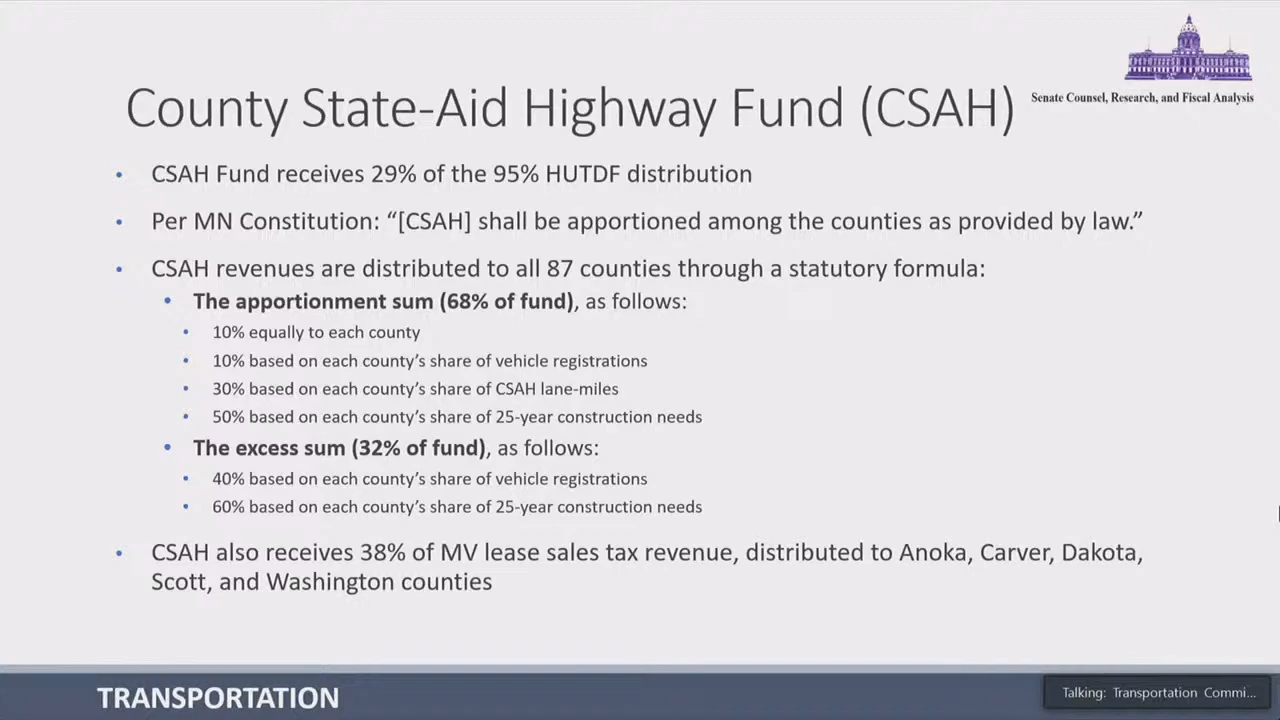 Senate Counsel, Research, and Fiscal Analysis
County State-Aid Highway Fund (CSAH)
• CSAH Fund receives 29% of the 95% HUTDF distribution
• Per MN Constitution: “[CSAH] shall be apportioned among the counties as provided by law.”
• CSAH revenues are distributed to all 87 counties through a statutory formula:
• The apportionment sum (68% of fund), as follows:
• 10% equally to each county
• 10% based on each county’s share of vehicle registrations
• 30% based on each county’s share of CSAH lane-miles
• 50% based on each county’s share of 25-year construction needs
• The excess sum (32% of fund), as follows:
• 40% based on each county’s share of vehicle registrations
• 60% based on each county’s share of 25-year construction needs
• CSAH also receives 38% of MV lease sales tax revenue, distributed to Anoka, Carver, Dakota,
Scott, and Washington counties
TRANSPORTATION
Talking: Transportation Commi...